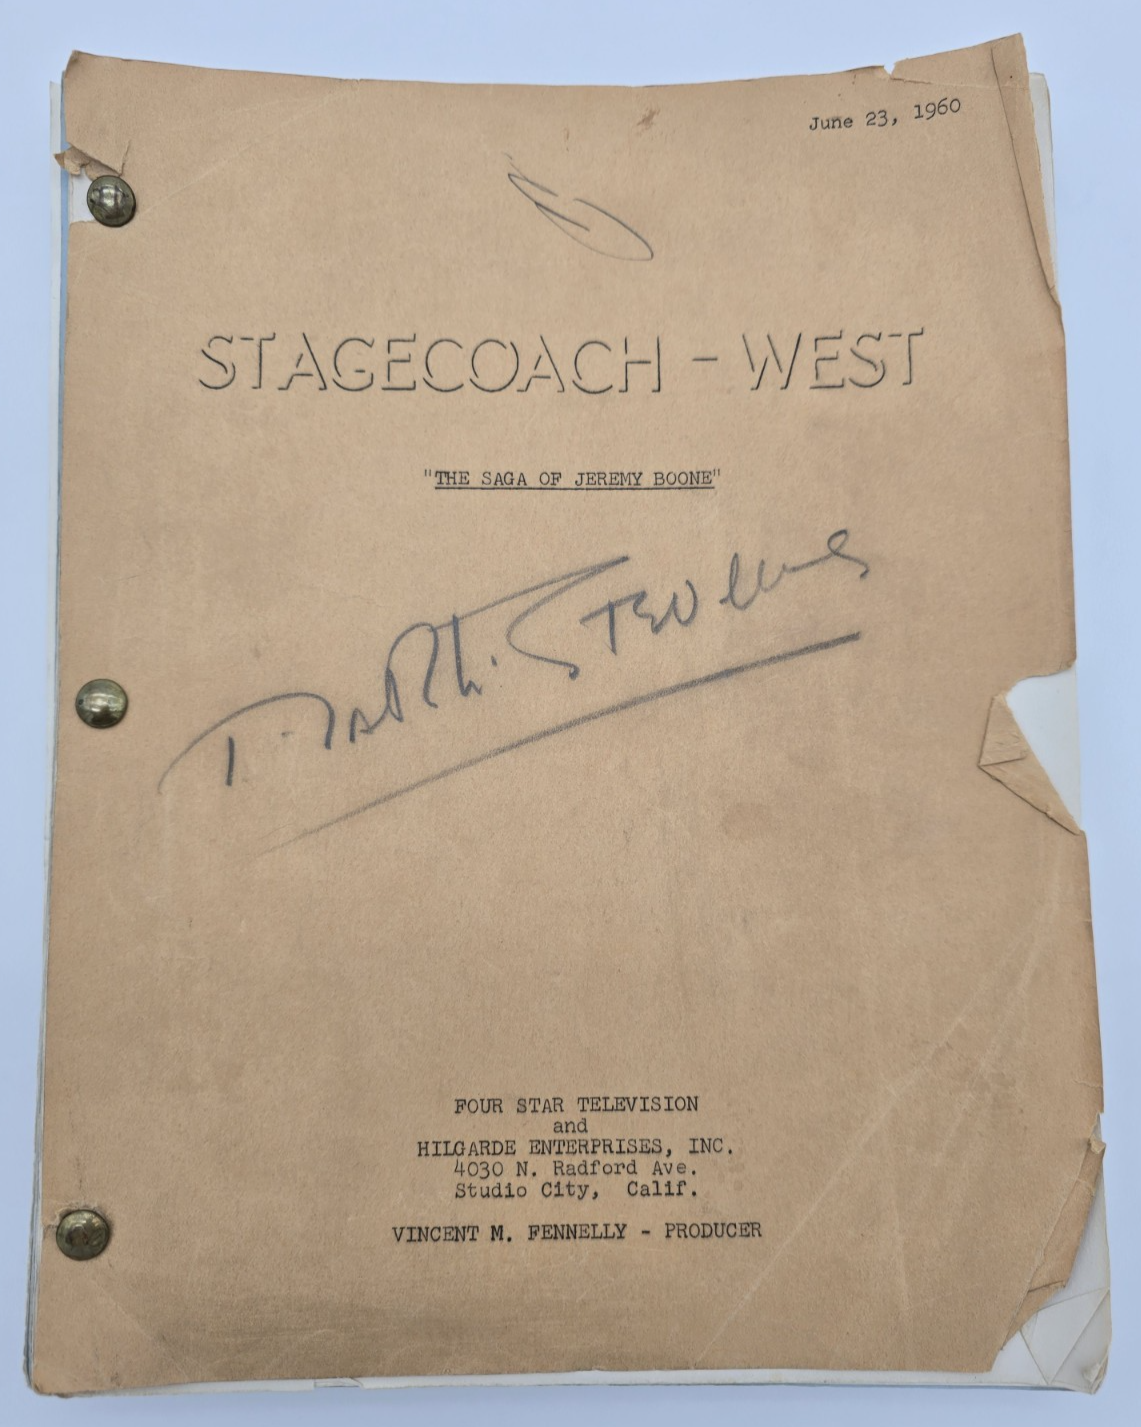 June 23, 1960
STAGECOACH - WEST
"THE SAGA OF JEREMY BOONE"
FOUR STAR TELEVISION
and
HILGARDE ENTERPRISES, INC.
4030 N. Radford Ave.
Studio City, Calif.
VINCENT M. FENNELLY - PRODUCER